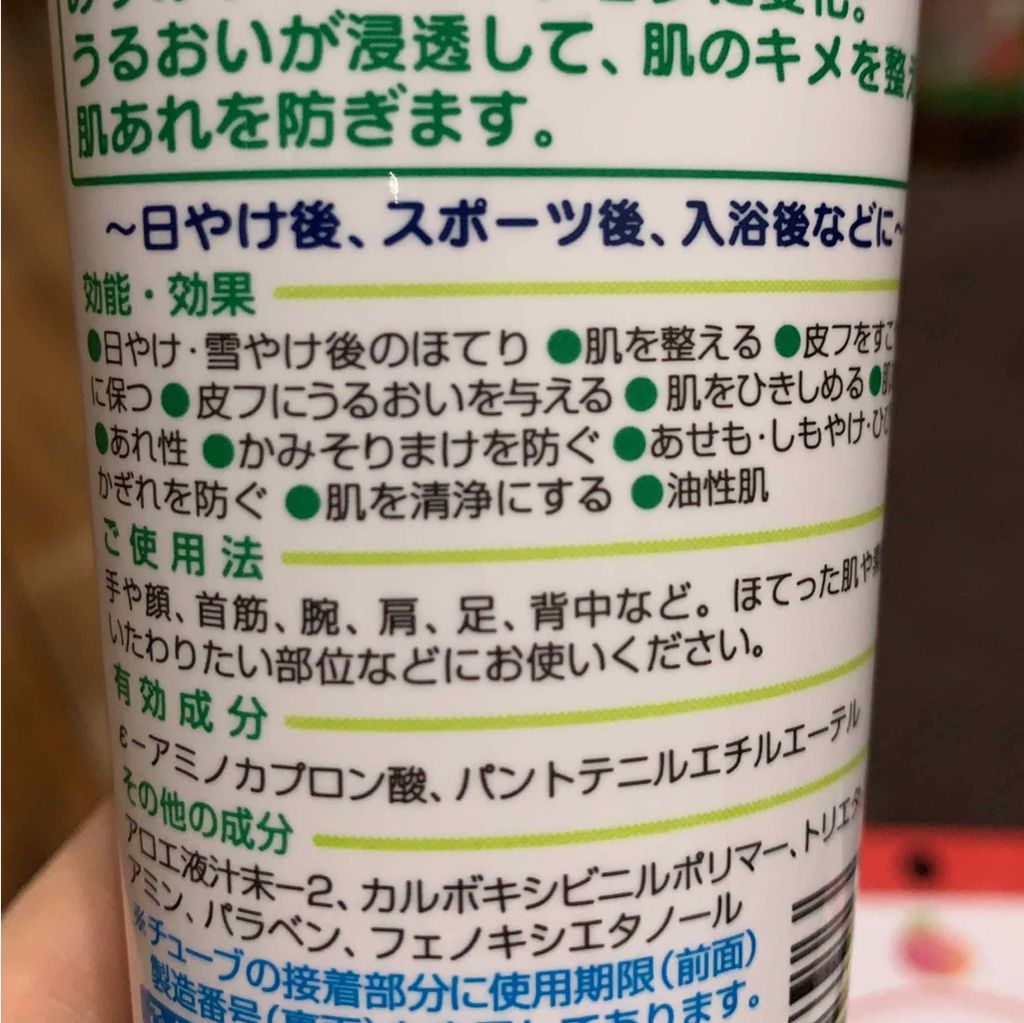 うるおいが浸透して、肌のキメを整え
肌あれを防ぎます。
～日やけ後、スポーツ後、入浴後などに～
効能・効果
●日やけ・雪やけ後のほてり ●肌を整える ●皮フをすこ
に保つ ●皮フにうるおいを与える ●肌をひきしめる ●肌
●あれ性 ●かみそりまけを防ぐ ●あせも・しもやけ・ひび
かぎれを防ぐ ●肌を清浄にする ●油性肌
ご使用法
手や顔、首筋、腕、肩、足、背中など。ほてった肌や
いたわりたい部位などにお使いください。
有効成分
ε-アミノカプロン酸、パントテニルエチルエーテル
その他の成分
アロエ液汁末ー2、カルボキシビニルポリマー、トリエタ
アミン、パラベン、フェノキシエタノール
※チューブの接着部分に使用期限（前面）
製造番号（裏面）
てあります。